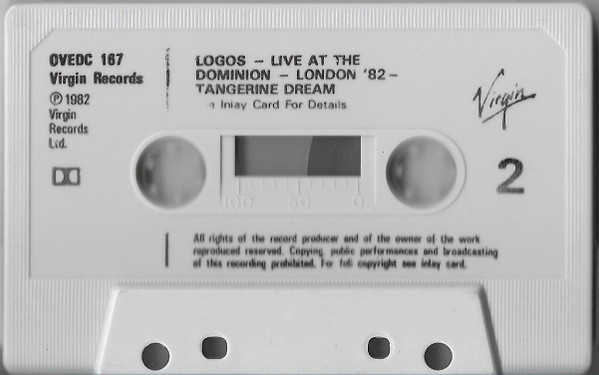 OVEDC 167
Virgin Records
℗ 1982
Virgin
Records
Ltd.
LOGOS – LIVE AT THE
DOMINION – LONDON '82 –
TANGERINE DREAM
Inlay Card For Details
Virgin
2
100 50 0
All rights of the record producer and of the owner of the work
reproduced reserved. Copying, public performances and broadcasting
of this recording prohibited. For full copyright see inlay card.